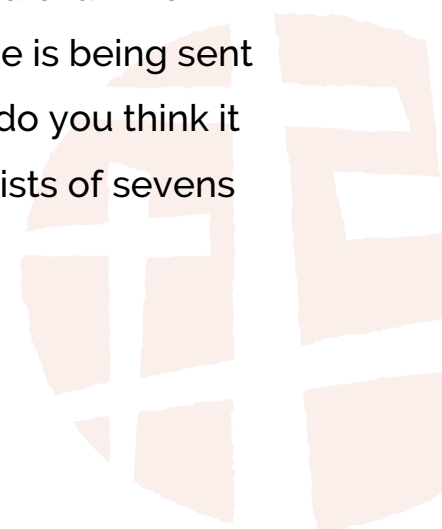 e is being sent
do you think it
ists of sevens